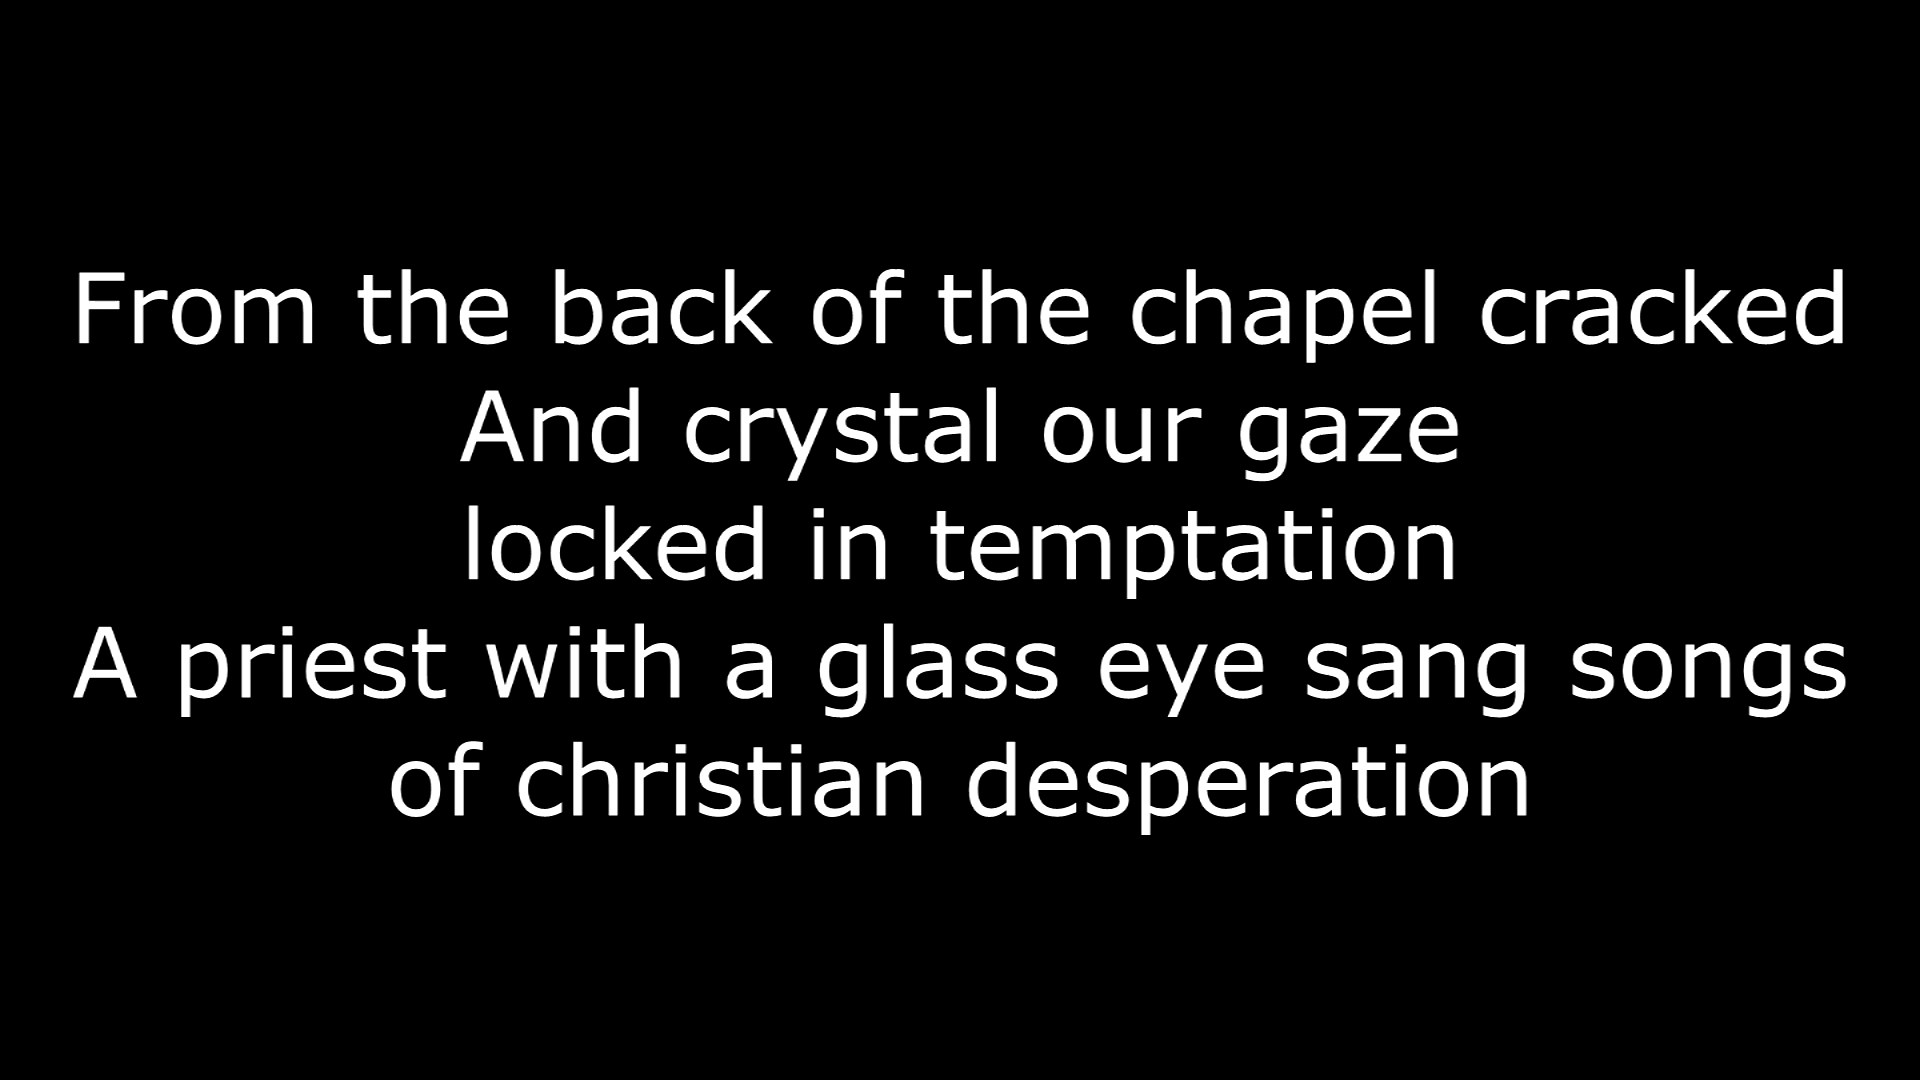 From the back of the chapel cracked
And crystal our gaze
locked in temptation
A priest with a glass eye sang songs
of christian desperation